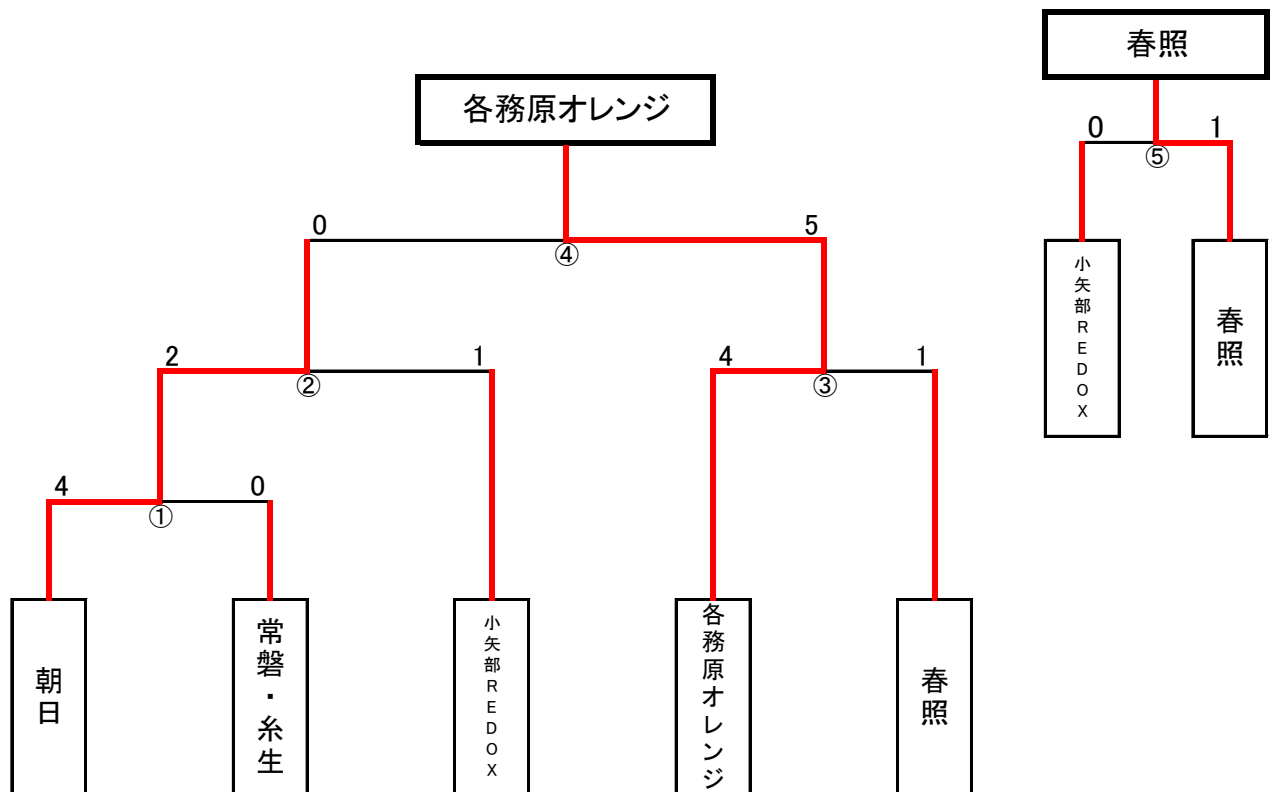 春照
各務原オレンジ
0 1
⑤
0 5
④
小矢部REDOX
春照
2 1 4 1
② ③
4 0
①
朝日
常磐・糸生
小矢部REDOX
各務原オレンジ
春照